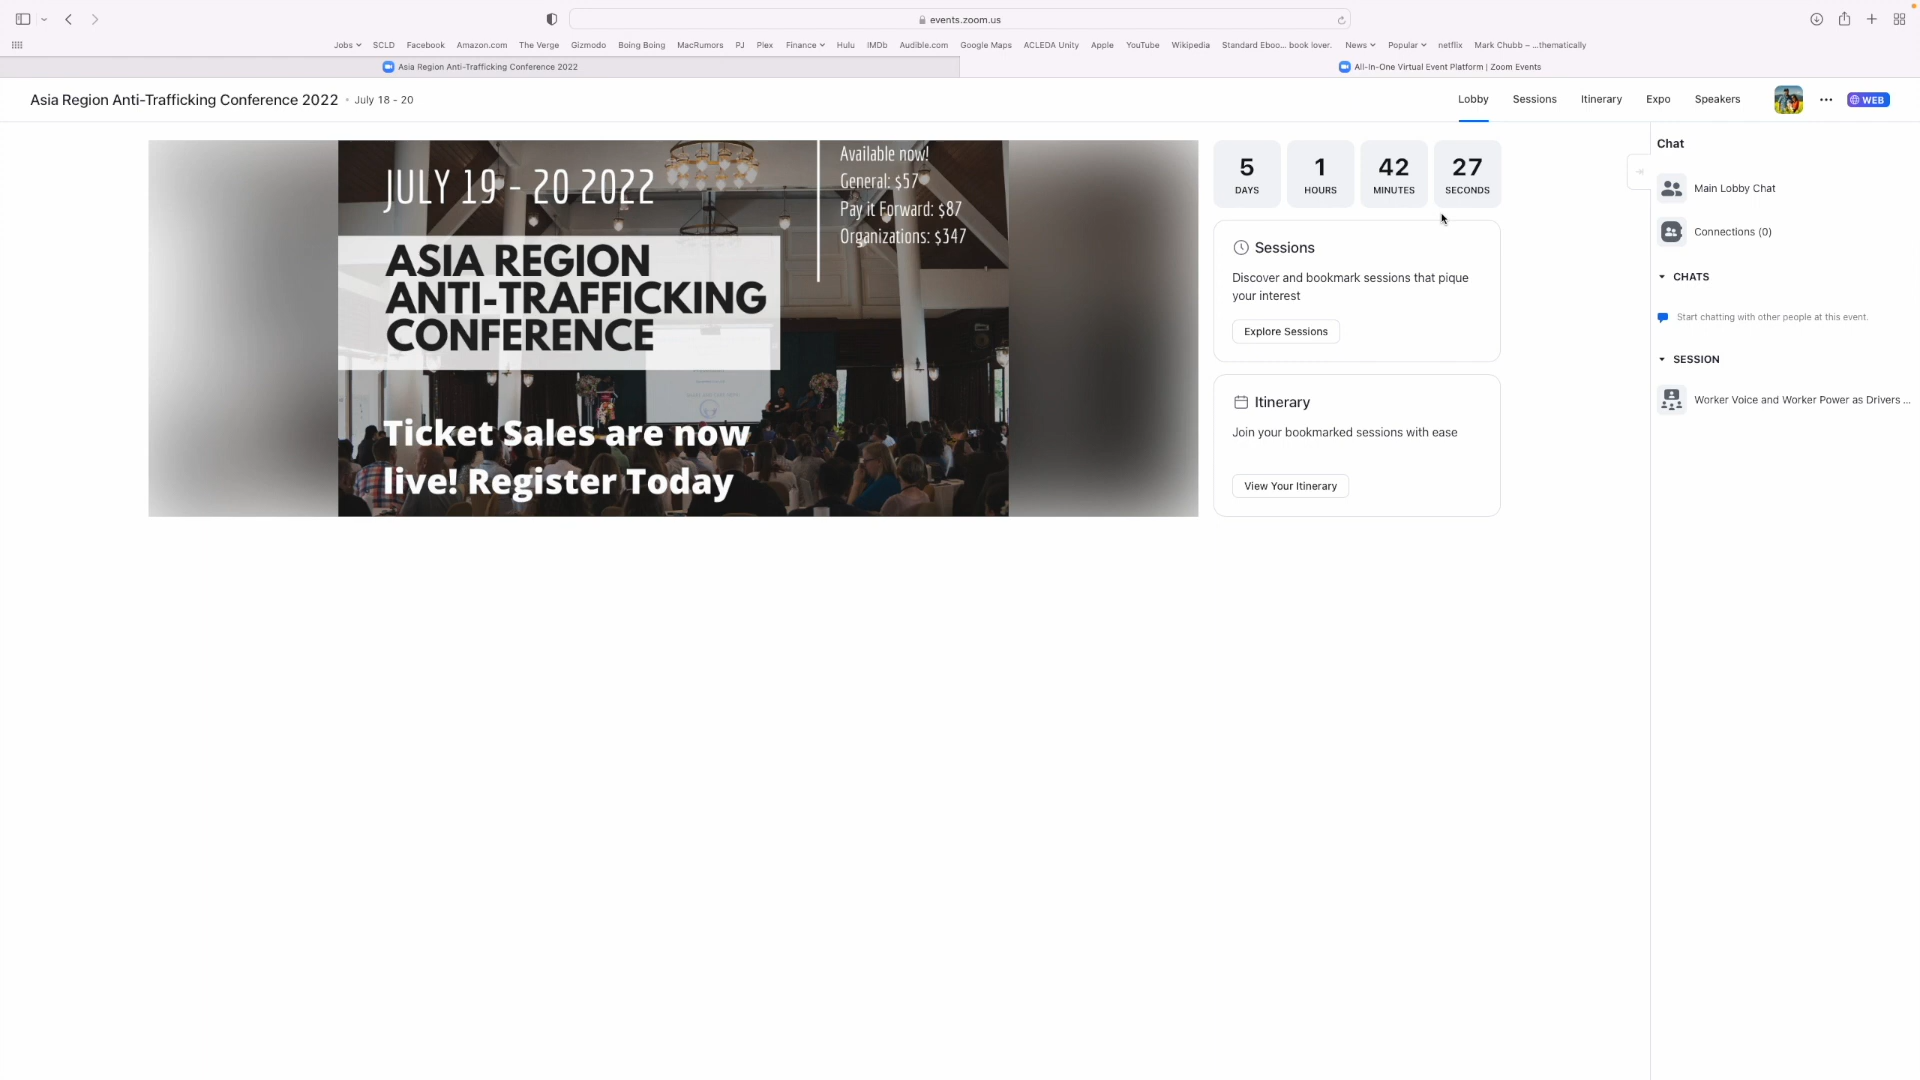 events.zoom.us
Jobs SCLD Facebook Amazon.com The Verge Gizmodo Boing Boing MacRumors PJ Plex Finance Hulu IMDb Audible.com Google Maps ACLEDA Unity Apple YouTube Wikipedia Standard Eboo... book lover. News Popular netflix Mark Chubb – ...thematically
Asia Region Anti-Trafficking Conference 2022
All-In-One Virtual Event Platform | Zoom Events
Asia Region Anti-Trafficking Conference 2022 • July 18 - 20
Lobby Sessions Itinerary Expo Speakers
WEB
JULY 19 - 20 2022
ASIA REGION
ANTI-TRAFFICKING
CONFERENCE
Ticket Sales are now
live! Register Today
Available now!
General: $57
Pay it Forward: $87
Organizations: $347
5 1 42 27
DAYS HOURS MINUTES SECONDS
Sessions
Discover and bookmark sessions that pique
your interest
Explore Sessions
Itinerary
Join your bookmarked sessions with ease
View Your Itinerary
Chat
Main Lobby Chat
Connections (0)
CHATS
Start chatting with other people at this event.
SESSION
Worker Voice and Worker Power as Drivers ...